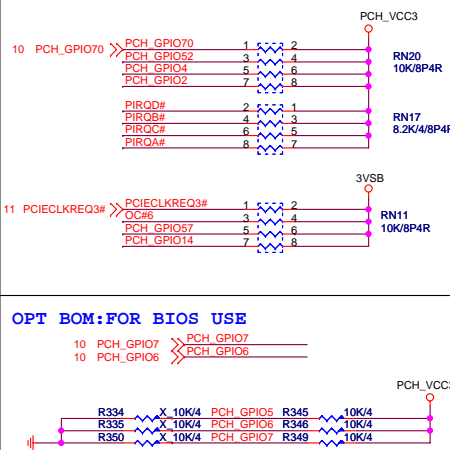 PCH_VCC3
10 PCH_GPIO70 PCH_GPIO70 1 2
PCH_GPIO52 3 4 RN20
PCH_GPIO4 5 6 10K/8P4R
PCH_GPIO2 7 8
PIRQD# 2 1
PIRQB# 4 3 RN17
PIRQC# 6 5 8.2K/4/8P4R
PIRQA# 8 7
3VSB
11 PCIECLKREQ3# PCIECLKREQ3# 1 2
OC#6 3 4 RN11
PCH_GPIO57 5 6 10K/8P4R
PCH_GPIO14 7 8
OPT BOM:FOR BIOS USE
10 PCH_GPIO7 PCH_GPIO7
10 PCH_GPIO6 PCH_GPIO6
PCH_VCC3
R334 X_10K/4 PCH_GPIO5 R345 10K/4
R335 X_10K/4 PCH_GPIO6 R346 10K/4
R350 X_10K/4 PCH_GPIO7 R349 10K/4